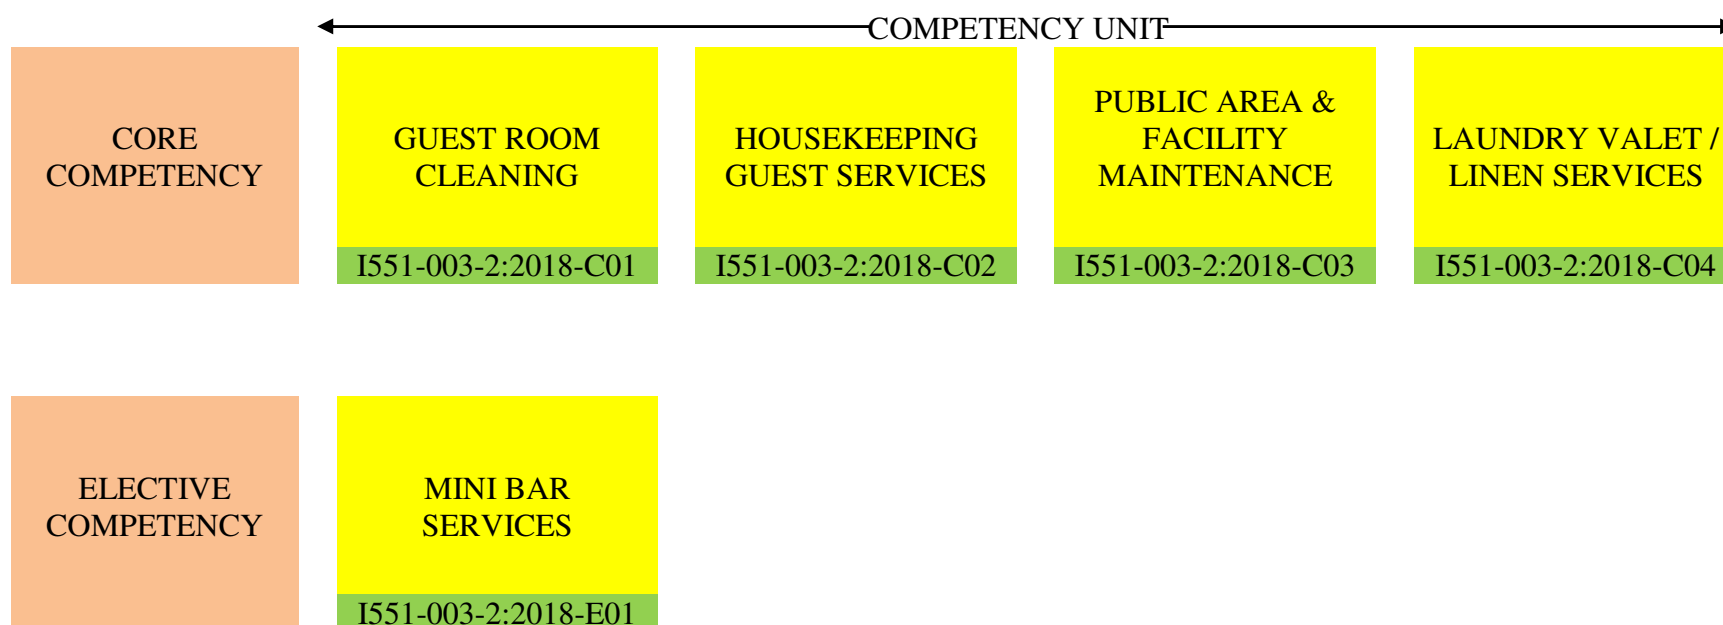 COMPETENCY UNIT
CORE
COMPETENCY
GUEST ROOM
CLEANING
I551-003-2:2018-C01
HOUSEKEEPING
GUEST SERVICES
I551-003-2:2018-C02
PUBLIC AREA &
FACILITY
MAINTENANCE
I551-003-2:2018-C03
LAUNDRY VALET /
LINEN SERVICES
I551-003-2:2018-C04
ELECTIVE
COMPETENCY
MINI BAR
SERVICES
I551-003-2:2018-E01